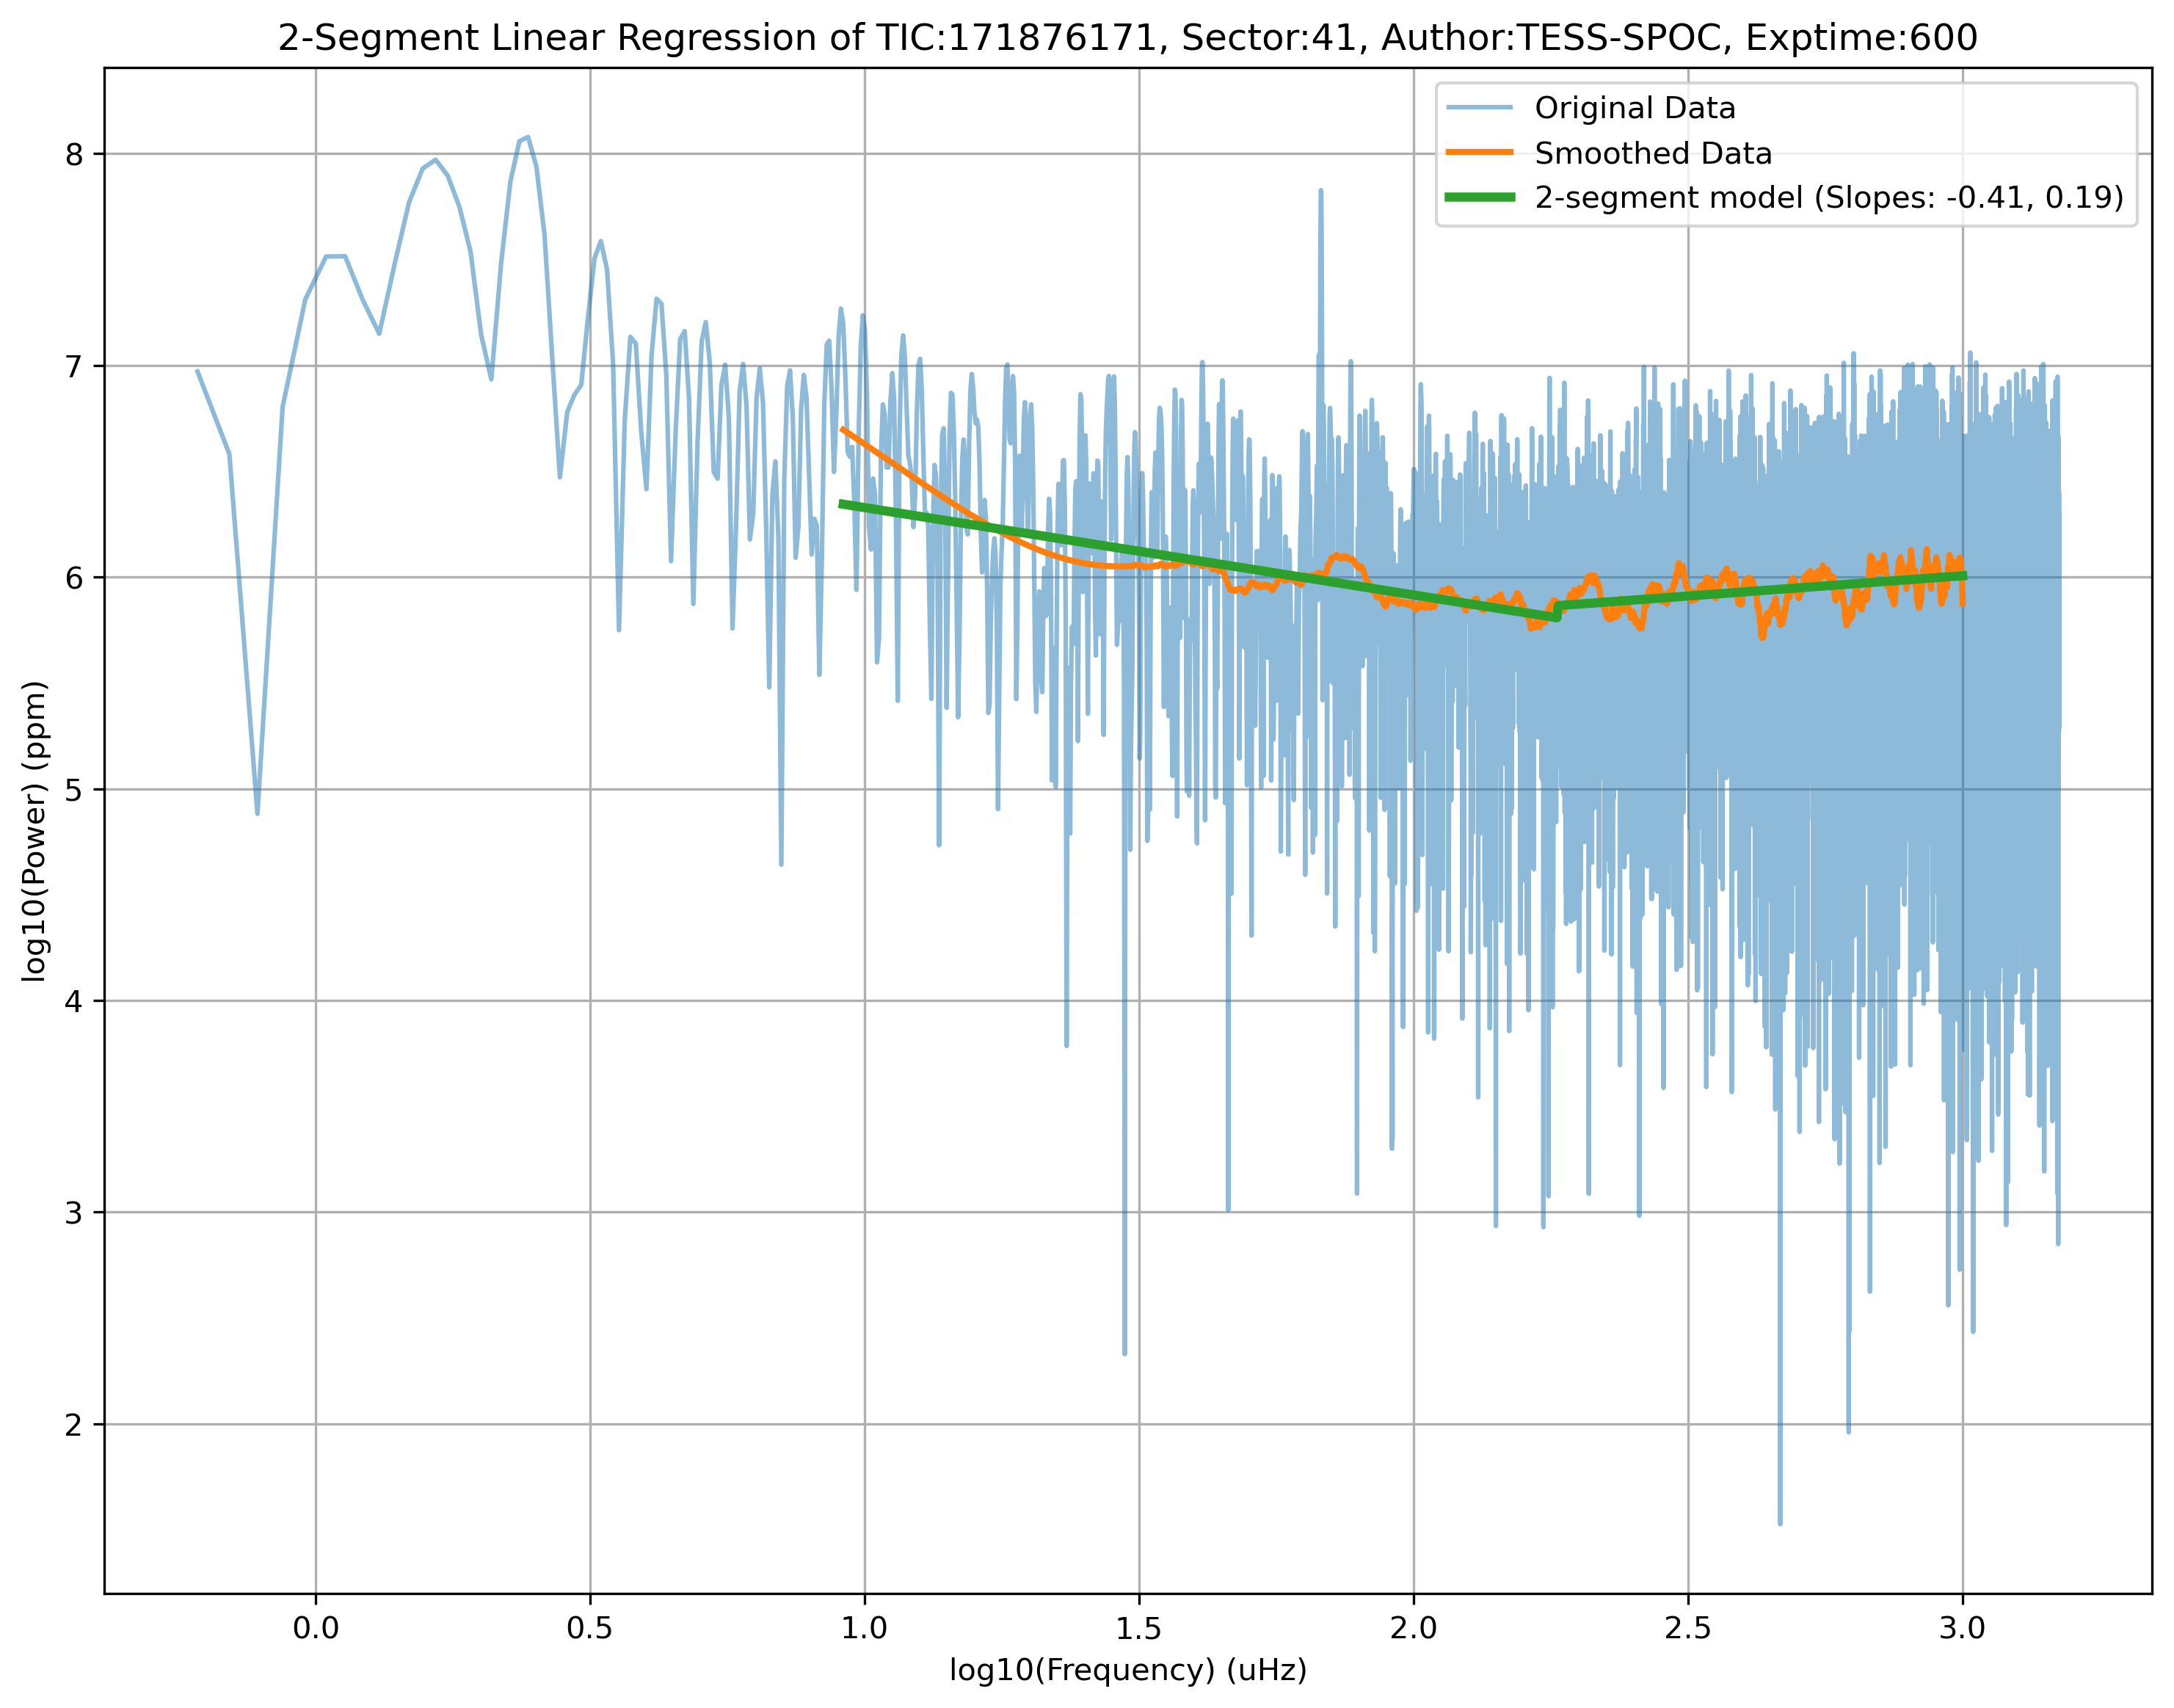 2-Segment Linear Regression of TIC:171876171, Sector:41, Author:TESS-SPOC, Exptime:600
Original Data
Smoothed Data
2-segment model (Slopes: -0.41, 0.19)
log10(Power) (ppm)
8
7
6
5
4
3
2
0.0 0.5 1.0 1.5 2.0 2.5 3.0
log10(Frequency) (uHz)